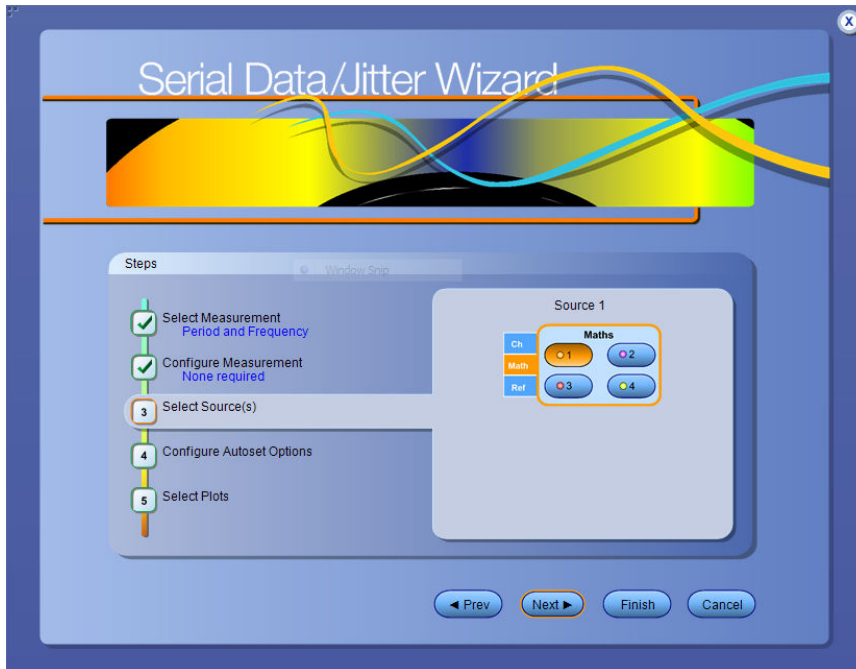 X
Serial Data/Jitter Wizard
Steps
Window Snip
Select Measurement
Period and Frequency
Configure Measurement
None required
3 Select Source(s)
4 Configure Autoset Options
5 Select Plots
Source 1
Ch
Math
Ref
Maths
1 2
3 4
◄ Prev Next ► Finish Cancel